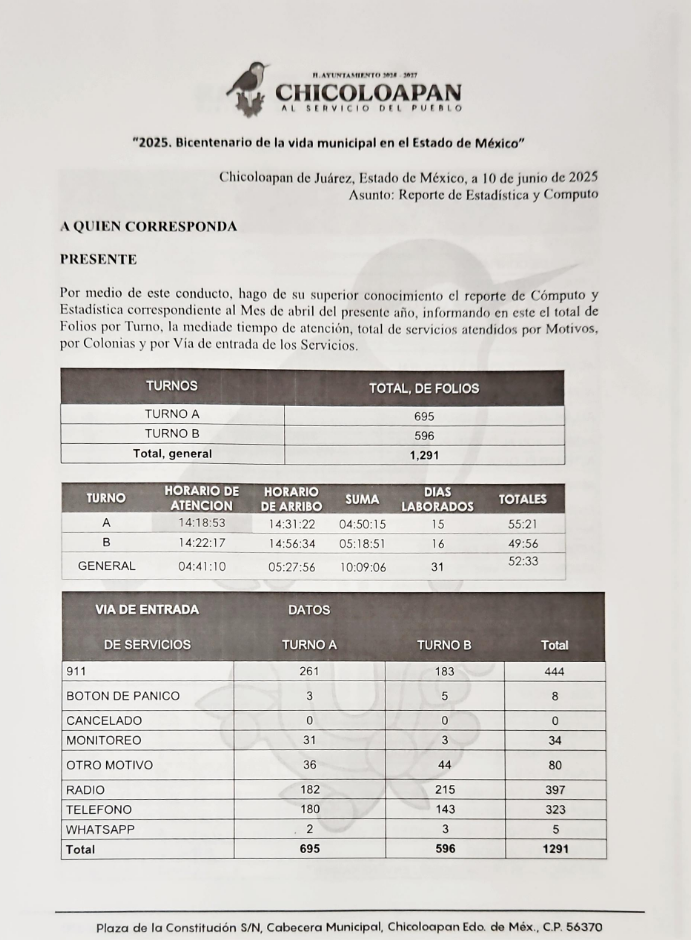 H. AYUNTAMIENTO 2025 - 2027
CHICOLOAPAN
AL SERVICIO DEL PUEBLO
"2025. Bicentenario de la vida municipal en el Estado de México"
Chicoloapan de Juárez, Estado de México, a 10 de junio de 2025
Asunto: Reporte de Estadística y Computo
A QUIEN CORRESPONDA
PRESENTE
Por medio de este conducto, hago de su superior conocimiento el reporte de Cómputo y
Estadística correspondiente al Mes de abril del presente año, informando en este el total de
Folios por Turno, la mediade tiempo de atención, total de servicios atendidos por Motivos,
por Colonias y por Vía de entrada de los Servicios.
TURNOS TOTAL, DE FOLIOS
TURNO A 695
TURNO B 596
Total, general 1,291
TURNO HORARIO DE ATENCION HORARIO DE ARRIBO SUMA DIAS LABORADOS TOTALES
A 14:18:53 14:31:22 04:50:15 15 55:21
B 14:22:17 14:56:34 05:18:51 16 49:56
GENERAL 04:41:10 05:27:56 10:09:06 31 52:33
VIA DE ENTRADA DATOS
DE SERVICIOS TURNO A TURNO B Total
911 261 183 444
BOTON DE PANICO 3 5 8
CANCELADO 0 0 0
MONITOREO 31 3 34
OTRO MOTIVO 36 44 80
RADIO 182 215 397
TELEFONO 180 143 323
WHATSAPP 2 3 5
Total 695 596 1291
Plaza de la Constitución S/N, Cabecera Municipal, Chicoloapan Edo. de Méx., C.P. 56370